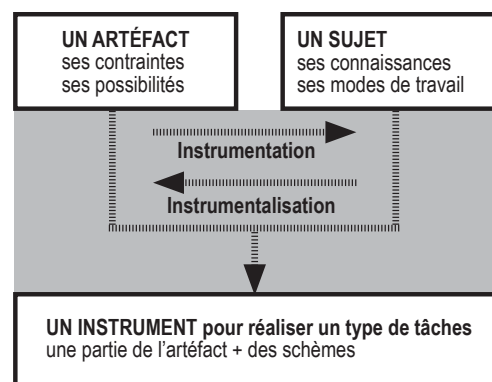 UN ARTÉFACT
ses contraintes
ses possibilités
UN SUJET
ses connaissances
ses modes de travail
Instrumentation
Instrumentalisation
UN INSTRUMENT pour réaliser un type de tâches
une partie de l’artéfact + des schèmes